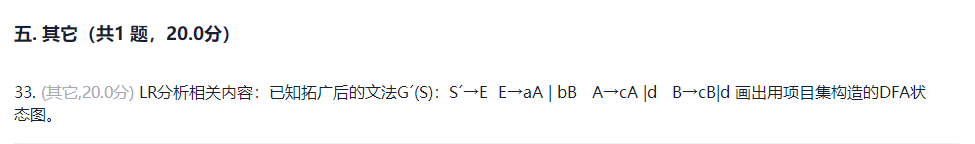 五. 其它（共1 题，20.0分）
33. (其它,20.0分) LR分析相关内容：已知拓广后的文法G´(S)：S´→E  E→aA | bB   A→cA |d   B→cB|d 画出用项目集构造的DFA状
态图。